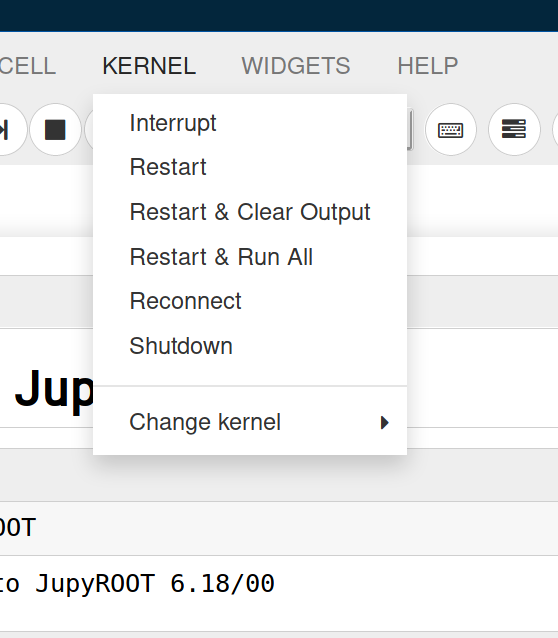 CELL KERNEL WIDGETS HELP
Interrupt
Restart
Restart & Clear Output
Restart & Run All
Reconnect
Shutdown
Jup
Change kernel
OOT
to JupyROOT 6.18/00